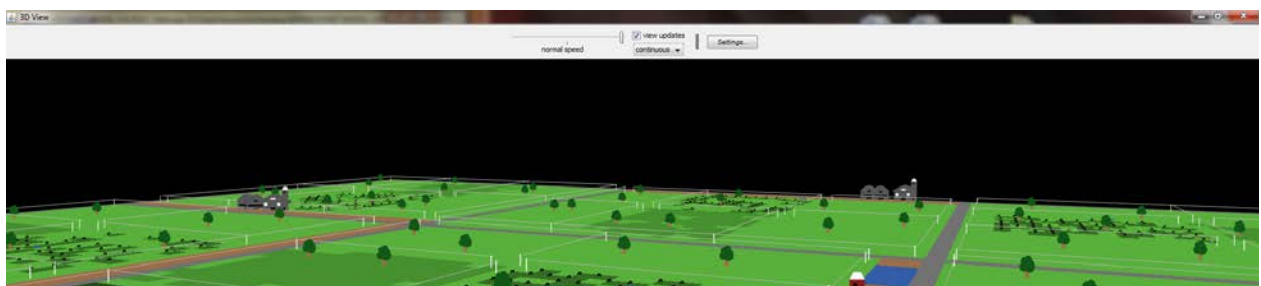 3D View
view updates
normal speed
continuous
Settings...